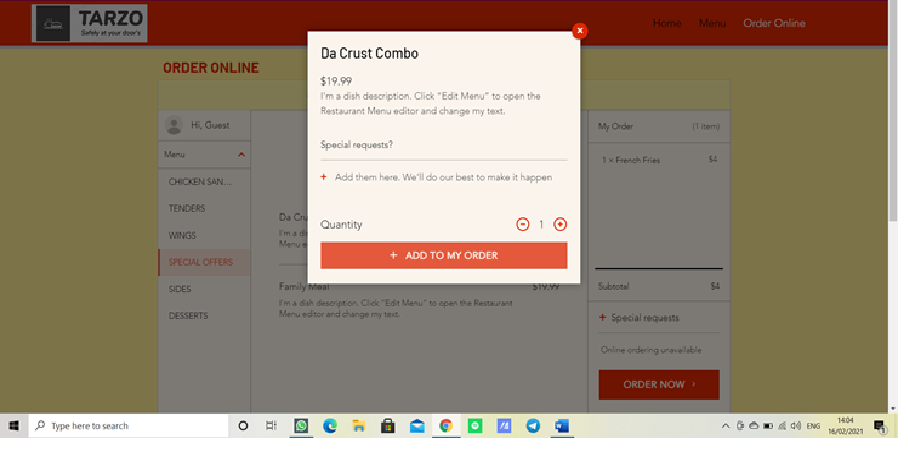 TARZO
Safely at your door's
Home Menu Order Online
x
ORDER ONLINE
Da Crust Combo
$19.99
I'm a dish description. Click "Edit Menu" to open the
Restaurant Menu editor and change my text.
Special requests?
+ Add them here. We'll do our best to make it happen
Quantity - 1 +
+ ADD TO MY ORDER
Hi, Guest
Menu
CHICKEN SAN...
TENDERS
WINGS
SPECIAL OFFERS
SIDES
DESSERTS
Da Cru
I'm a di
Menu e
Family Meal $19.99
I'm a dish description. Click "Edit Menu" to open the Restaurant
Menu editor and change my text.
My Order (1 item)
1 × French Fries $4
Subtotal $4
+ Special requests
Online ordering unavailable
ORDER NOW ›
Type here to search
ENG
14:04
16/02/2021